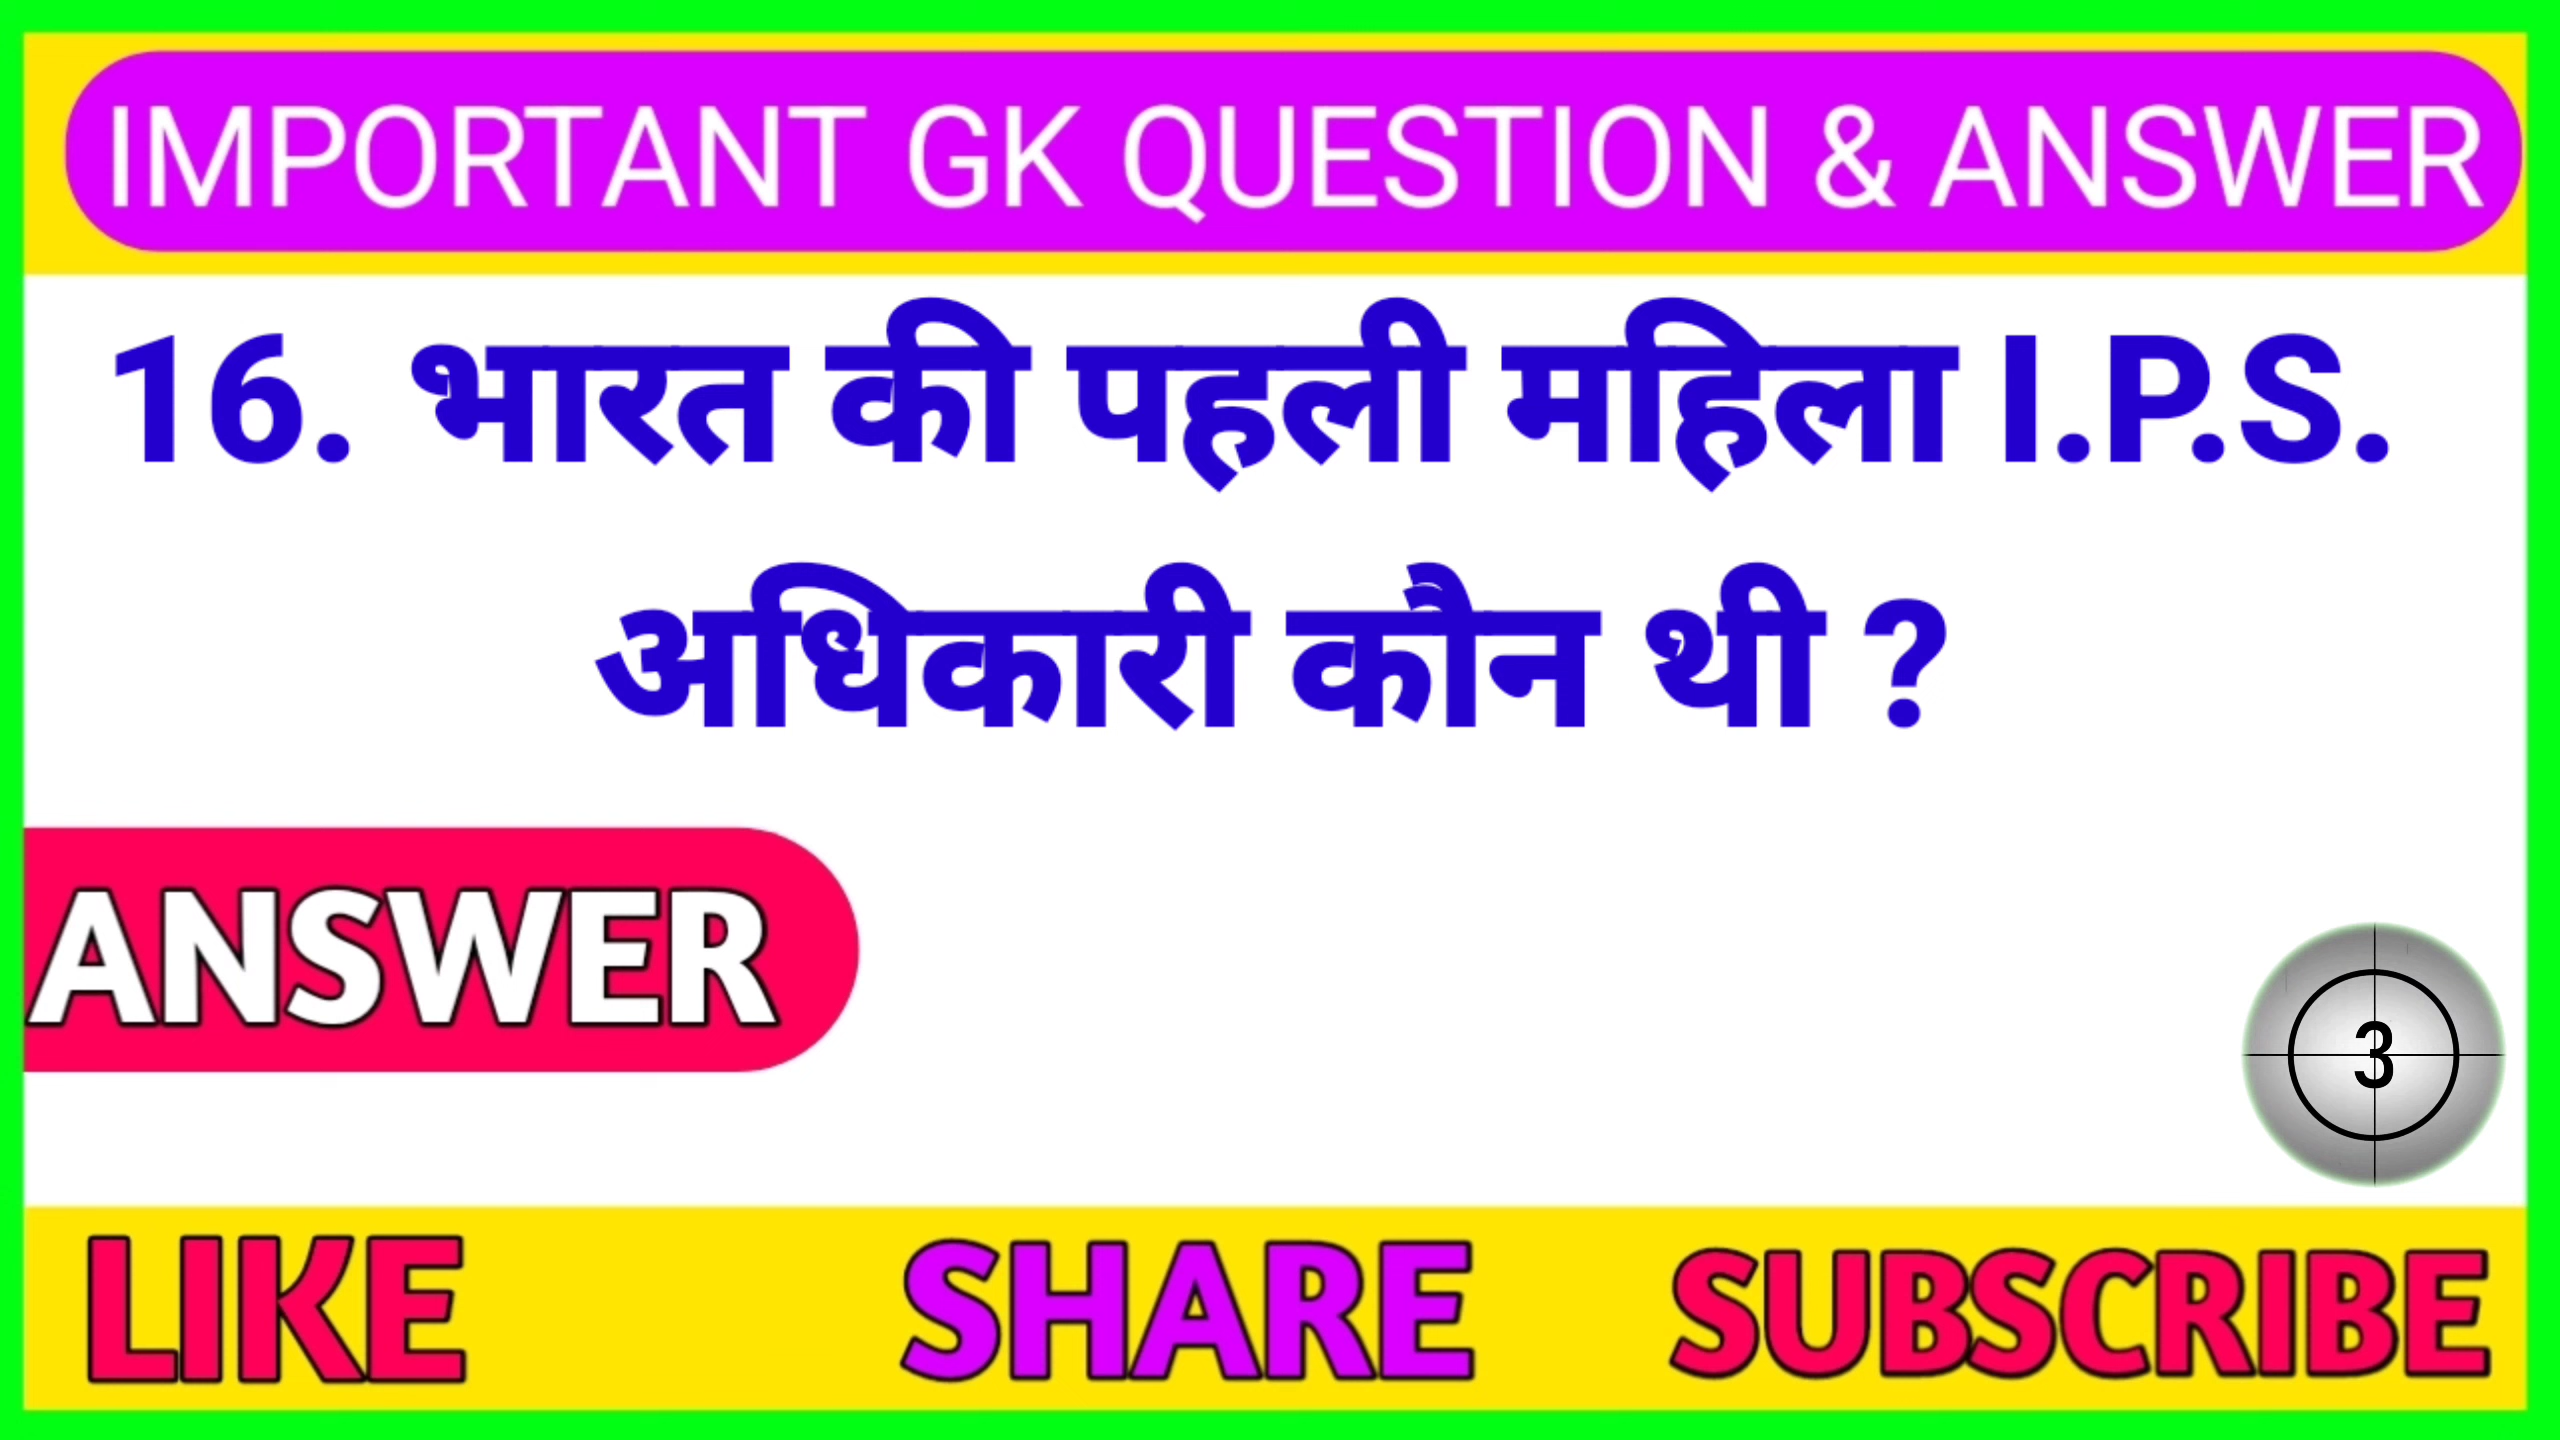 IMPORTANT GK QUESTION & ANSWER
16. भारत की पहली महिला I.P.S.
अधिकारी कौन थी ?
ANSWER
3
LIKE SHARE SUBSCRIBE